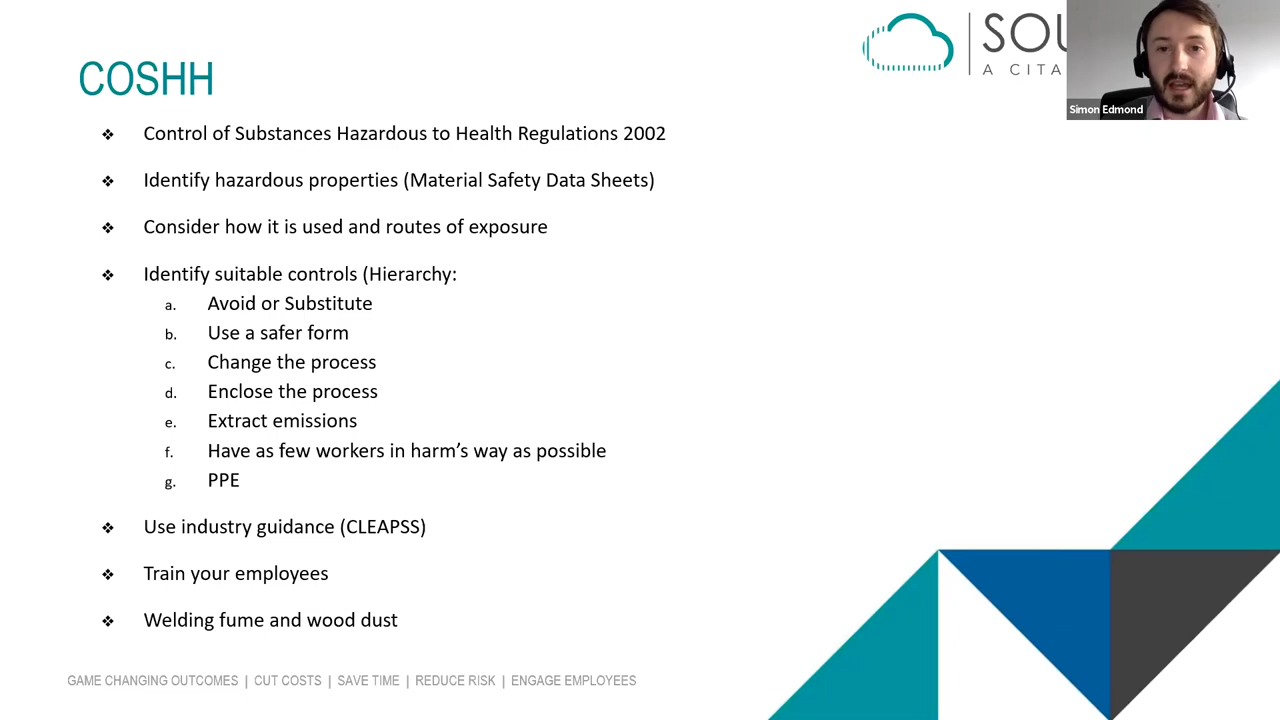 COSHH
❖ Control of Substances Hazardous to Health Regulations 2002
❖ Identify hazardous properties (Material Safety Data Sheets)
❖ Consider how it is used and routes of exposure
❖ Identify suitable controls (Hierarchy:
a. Avoid or Substitute
b. Use a safer form
c. Change the process
d. Enclose the process
e. Extract emissions
f. Have as few workers in harm's way as possible
g. PPE
❖ Use industry guidance (CLEAPSS)
❖ Train your employees
❖ Welding fume and wood dust
GAME CHANGING OUTCOMES | CUT COSTS | SAVE TIME | REDUCE RISK | ENGAGE EMPLOYEES
A
Simon Edmond